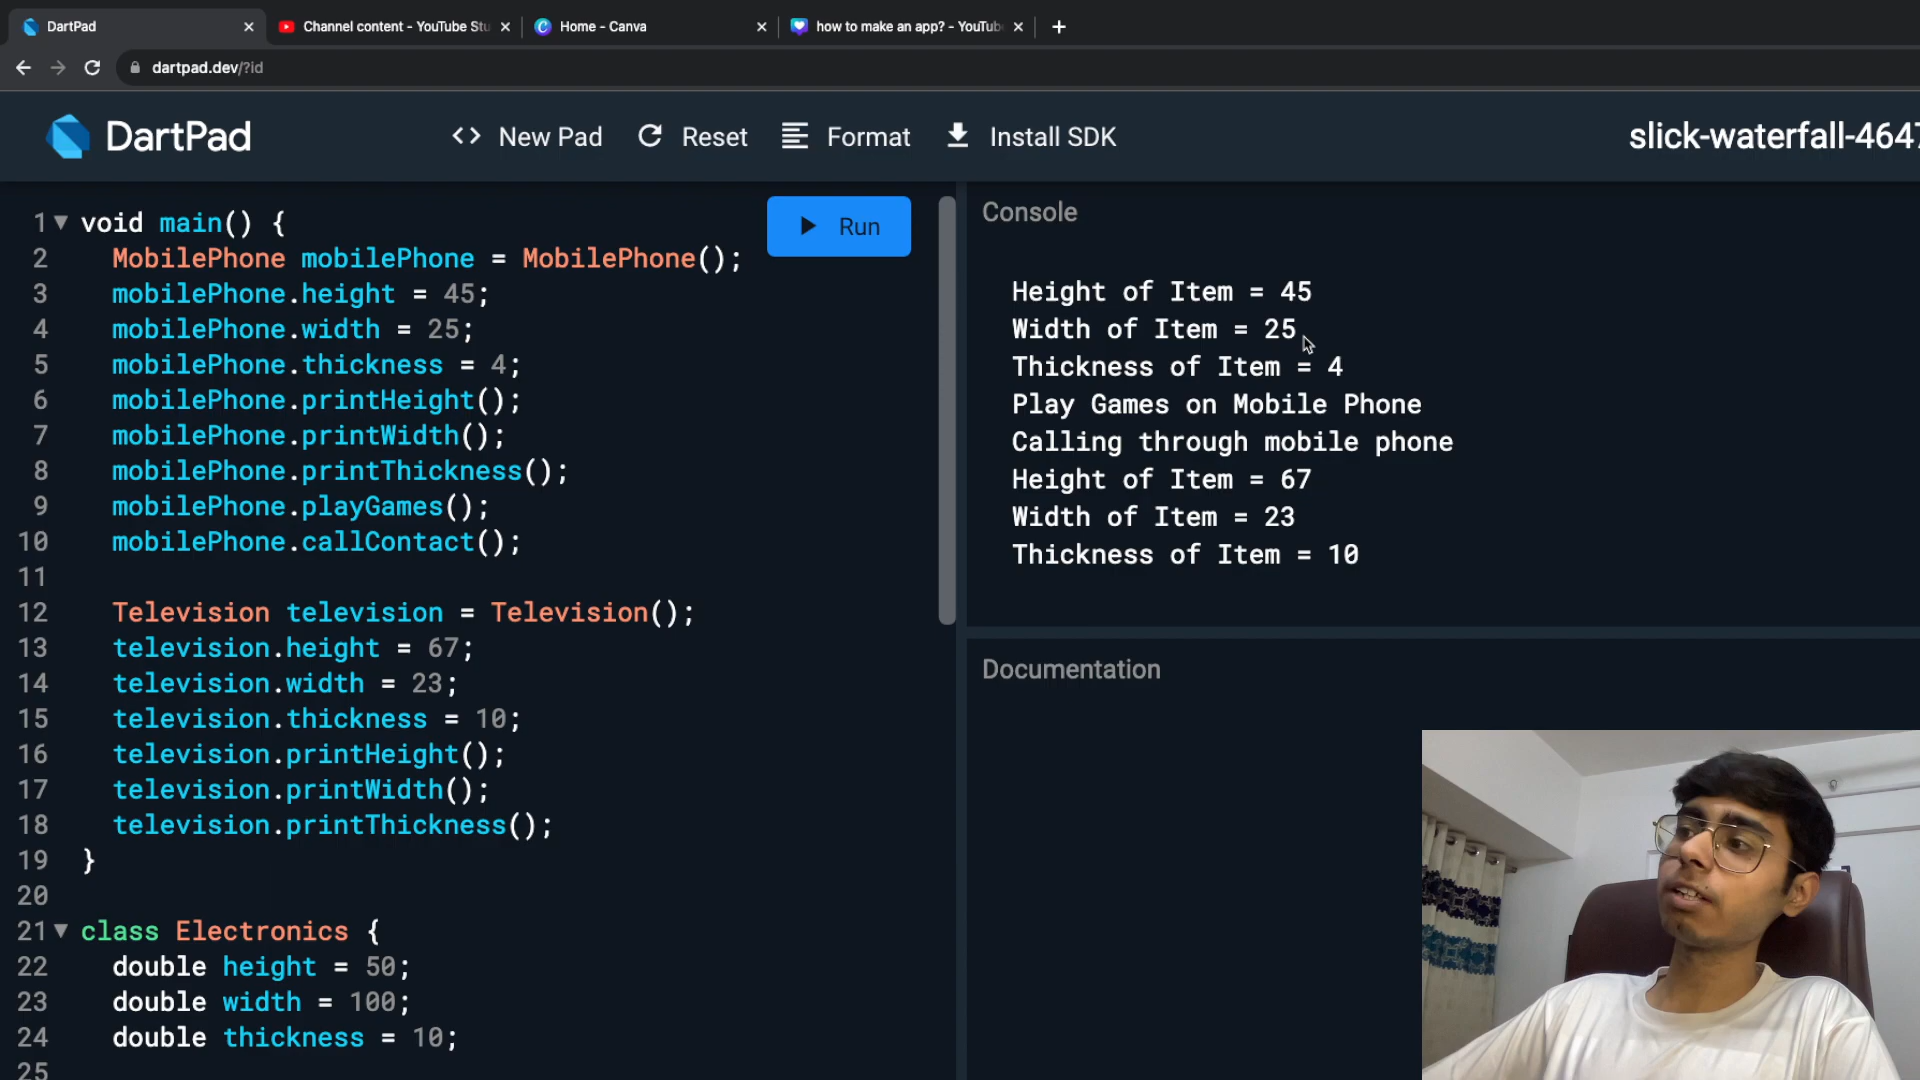 DartPad
Channel content - YouTube Stu
Home - Canva
how to make an app? - YouTub
dartpad.dev/?id
DartPad
<> New Pad
Reset
Format
Install SDK
slick-waterfall-4647
1 void main() {
2 MobilePhone mobilePhone = MobilePhone();
3 mobilePhone.height = 45;
4 mobilePhone.width = 25;
5 mobilePhone.thickness = 4;
6 mobilePhone.printHeight();
7 mobilePhone.printWidth();
8 mobilePhone.printThickness();
9 mobilePhone.playGames();
10 mobilePhone.callContact();
11
12 Television television = Television();
13 television.height = 67;
14 television.width = 23;
15 television.thickness = 10;
16 television.printHeight();
17 television.printWidth();
18 television.printThickness();
19 }
20
21 class Electronics {
22 double height = 50;
23 double width = 100;
24 double thickness = 10;
25
Run
Console
Height of Item = 45
Width of Item = 25
Thickness of Item = 4
Play Games on Mobile Phone
Calling through mobile phone
Height of Item = 67
Width of Item = 23
Thickness of Item = 10
Documentation